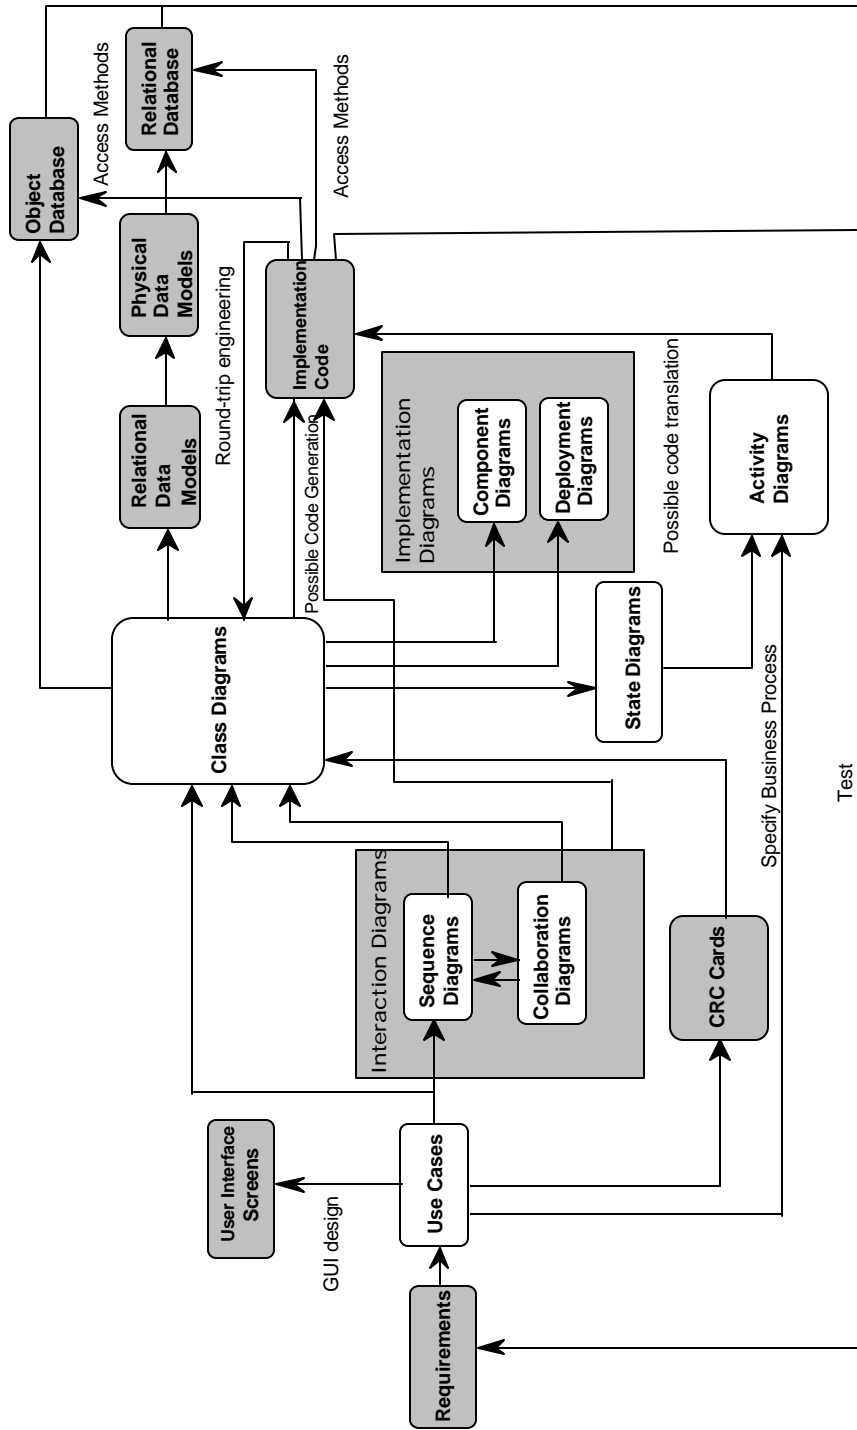 Object
Database
Access Methods
Relational
Database
Physical
Data
Models
Relational
Data
Models
Round-trip engineering
Access Methods
Implementation
Code
Possible Code Generation
Class Diagrams
Implementation
Diagrams
Component
Diagrams
Deployment
Diagrams
Possible code translation
Activity
Diagrams
State Diagrams
Specify Business Process
Test
Interaction Diagrams
Sequence
Diagrams
Collaboration
Diagrams
CRC Cards
User Interface
Screens
GUI design
Use Cases
Requirements